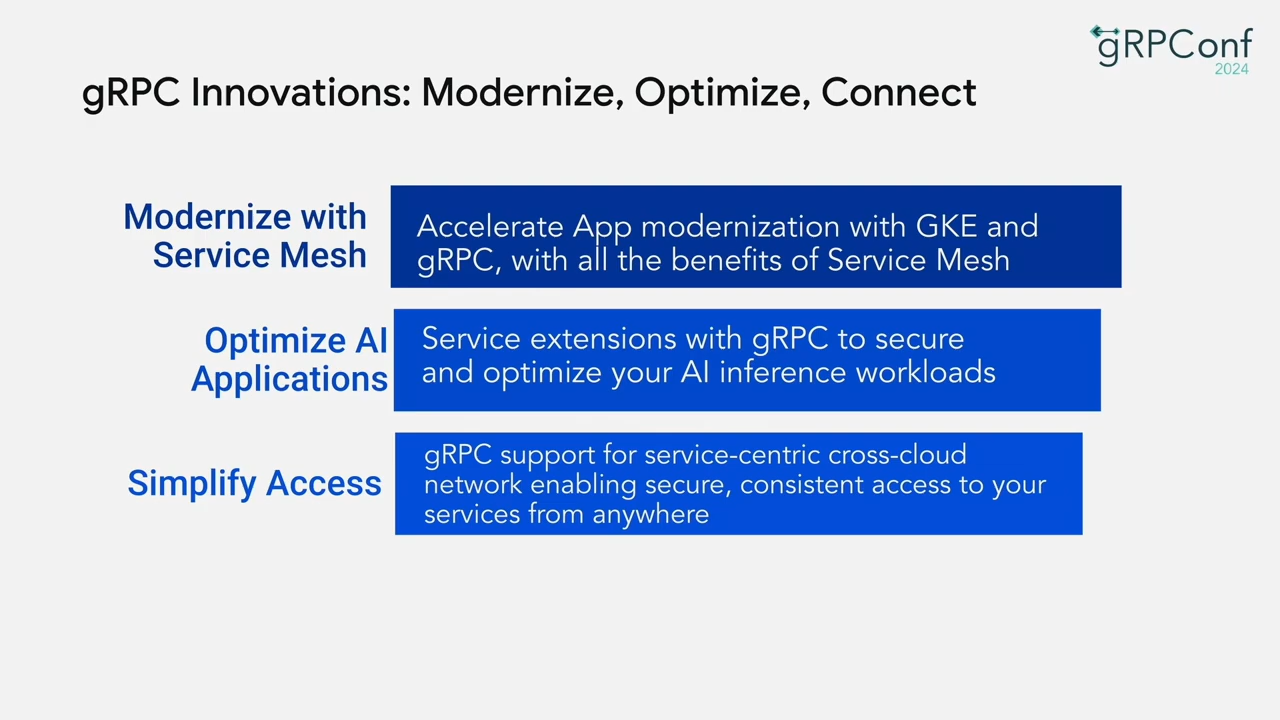 gRPConf
2024
gRPC Innovations: Modernize, Optimize, Connect
Modernize with
Service Mesh
Accelerate App modernization with GKE and
gRPC, with all the benefits of Service Mesh
Optimize AI
Applications
Service extensions with gRPC to secure
and optimize your AI inference workloads
Simplify Access
gRPC support for service-centric cross-cloud
network enabling secure, consistent access to your
services from anywhere